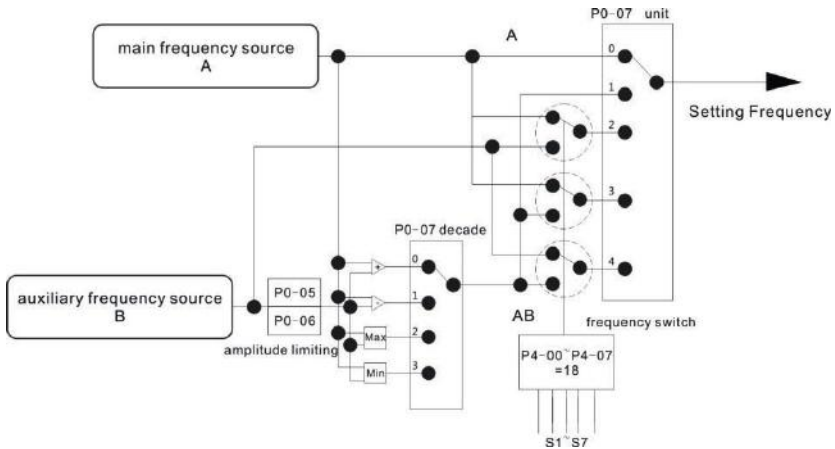 P0-07 unit
main frequency source
A
A
0
1
2
3
4
Setting Frequency
P0-07 decade
auxiliary frequency source
B
P0-05
P0-06
amplitude limiting
+
-
Max
Min
0
1
2
3
AB
frequency switch
P4-00~P4-07
=18
S1~S7